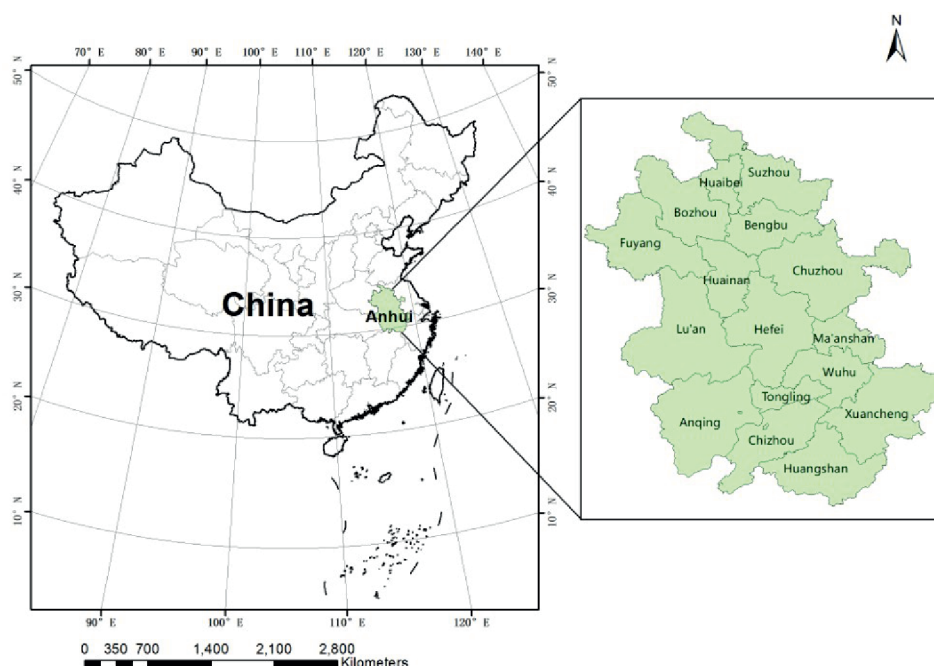 N
70° E 80° E 90° E 100° E 110° E 120° E 130° E 140° E
50° N
40° N
30° N
20° N
10° N
50° N
40° N
30° N
20° N
10° N
China
Anhui
90° E 100° E 110° E 120° E
0 350 700 1,400 2,100 2,800
Kilometers
Suzhou
Huaibei
Bozhou
Bengbu
Fuyang
Chuzhou
Huainan
Lu'an
Hefei
Ma'anshan
Wuhu
Tongling
Xuancheng
Anqing
Chizhou
Huangshan